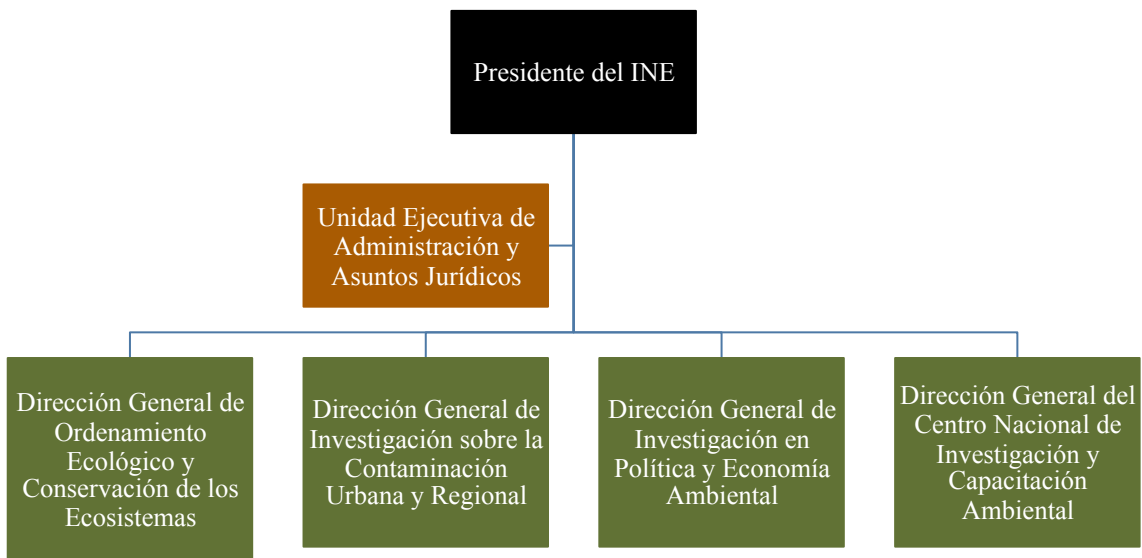 Presidente del INE
Unidad Ejecutiva de
Administración y
Asuntos Jurídicos
Dirección General de
Ordenamiento
Ecológico y
Conservación de los
Ecosistemas
Dirección General de
Investigación sobre la
Contaminación
Urbana y Regional
Dirección General de
Investigación en
Política y Economía
Ambiental
Dirección General del
Centro Nacional de
Investigación y
Capacitación
Ambiental